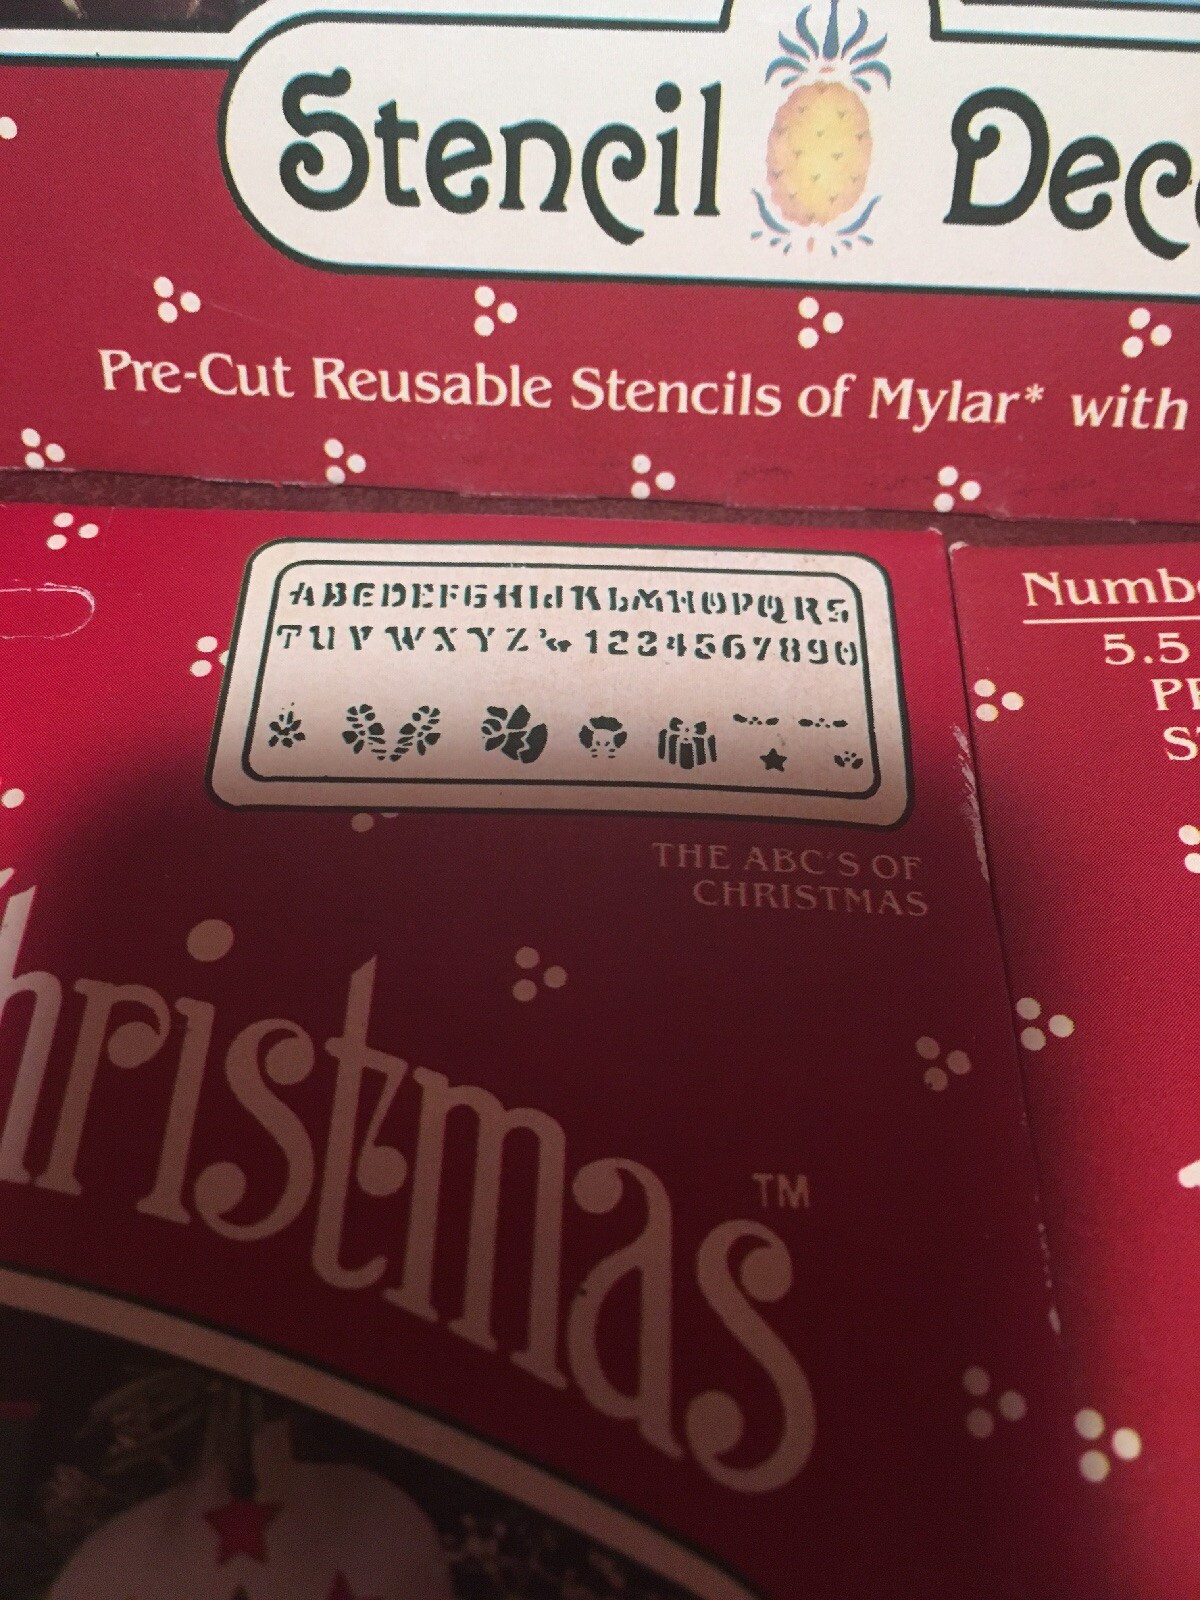 Stencil Dec
Pre-Cut Reusable Stencils of Mylar* with
ABCDEFGHIJKLMNOPQRS
TUVWXYZ'& 1234567890
THE ABC'S OF
CHRISTMAS
hristmas™
Numb
5.5